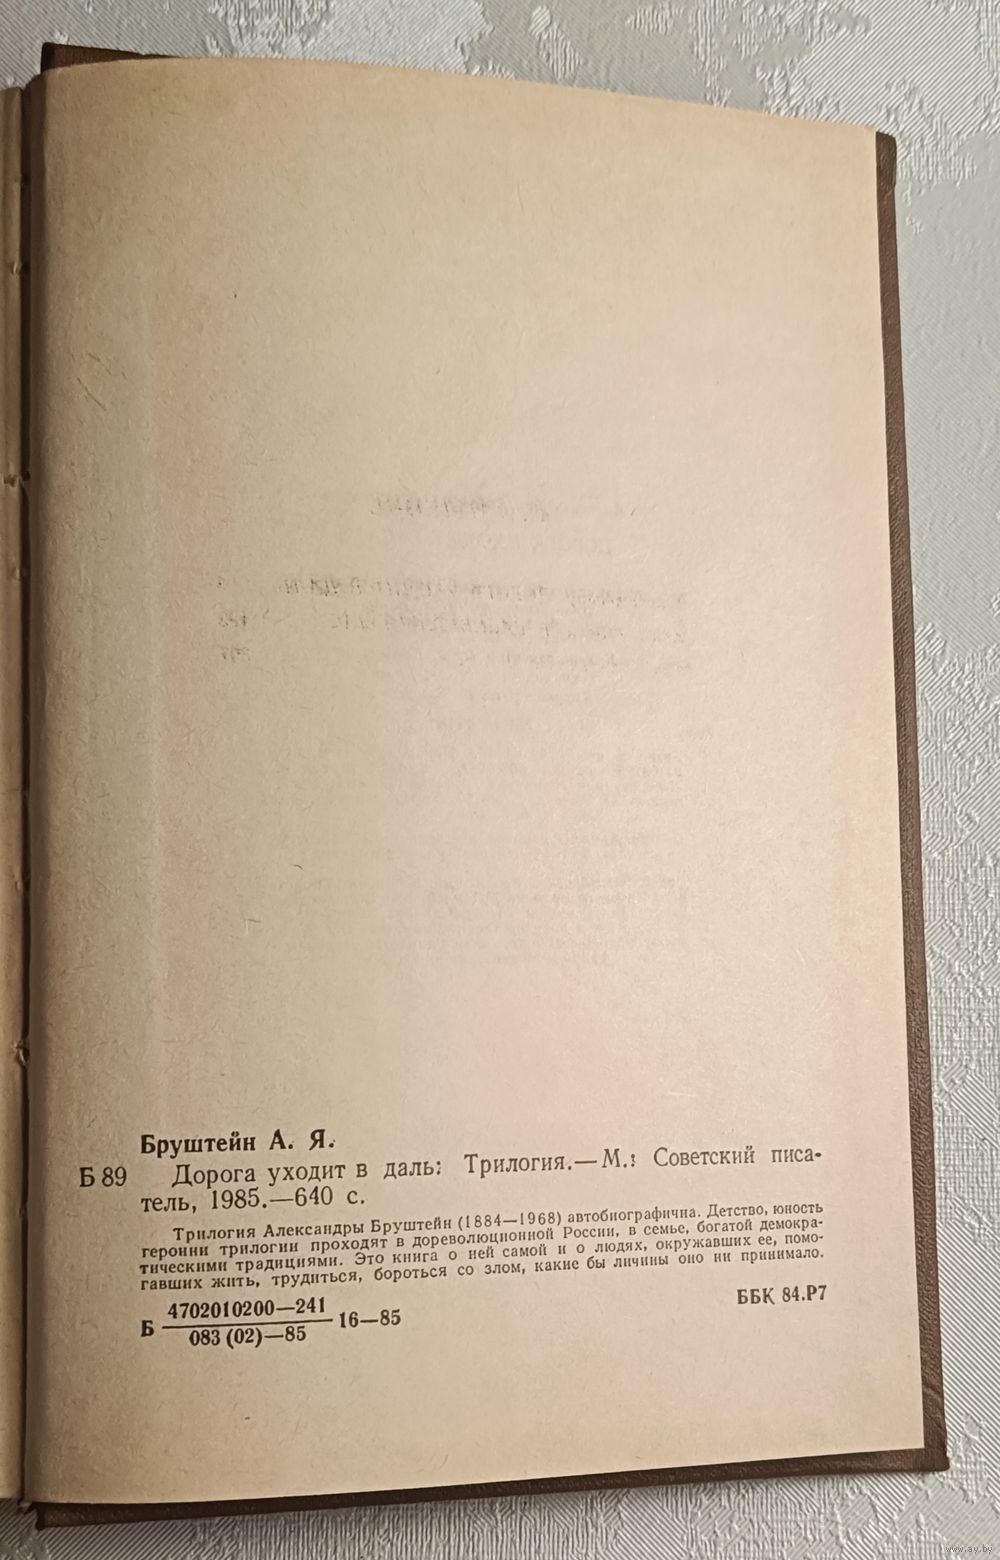 Бруштейн А. Я.
Б 89 Дорога уходит в даль: Трилогия.—М.: Советский писа-
тель, 1985.—640 с.
Трилогия Александры Бруштейн (1884—1968) автобиографична. Детство, юность
героини трилогии проходят в дореволюционной России, в семье, богатой демокра-
тическими традициями. Это книга о ней самой и о людях, окружавших ее, помо-
гавших жить, трудиться, бороться со злом, какие бы личины оно ни принимало.
Б 4702010200—241
083 (02)—85
16—85
ББК 84.Р7
www.ay.by